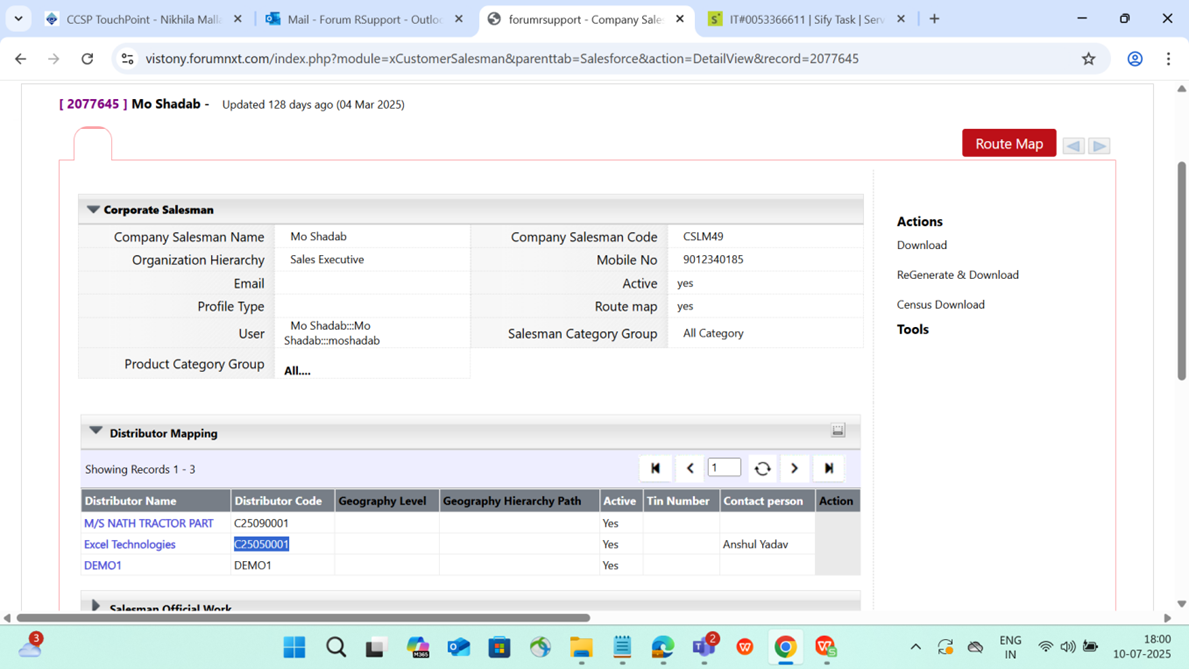 CCSP TouchPoint - Nikhila Malla
Mail - Forum RSupport - Outlo
forumrsupport - Company Sales
IT#0053366611 | Sify Task | Serv
vistony.forumnxt.com/index.php?module=xCustomerSalesman&parenttab=Salesforce&action=DetailView&record=2077645
[ 2077645 ] Mo Shadab - Updated 128 days ago (04 Mar 2025)
Route Map
Corporate Salesman
Company Salesman Name Mo Shadab Company Salesman Code CSLM49
Organization Hierarchy Sales Executive Mobile No 9012340185
Email Active yes
Profile Type Route map yes
User Mo Shadab:::Mo Shadab:::moshadab Salesman Category Group All Category
Product Category Group All....
Actions
Download
ReGenerate & Download
Census Download
Tools
Distributor Mapping
Showing Records 1 - 3 1
Distributor Name Distributor Code Geography Level Geography Hierarchy Path Active Tin Number Contact person Action
M/S NATH TRACTOR PART C25090001 Yes
Excel Technologies C25050001 Yes Anshul Yadav
DEMO1 DEMO1 Yes
Salesman Official Work
3
M365
2
ENG
IN
18:00
10-07-2025